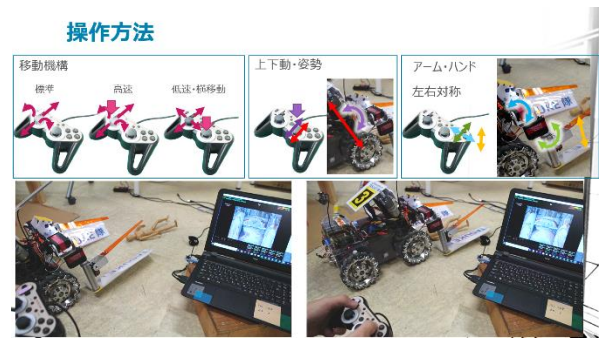 操作方法
移動機構
標準
高速
低速・横移動
上下動・姿勢
アーム・ハンド
左右対称